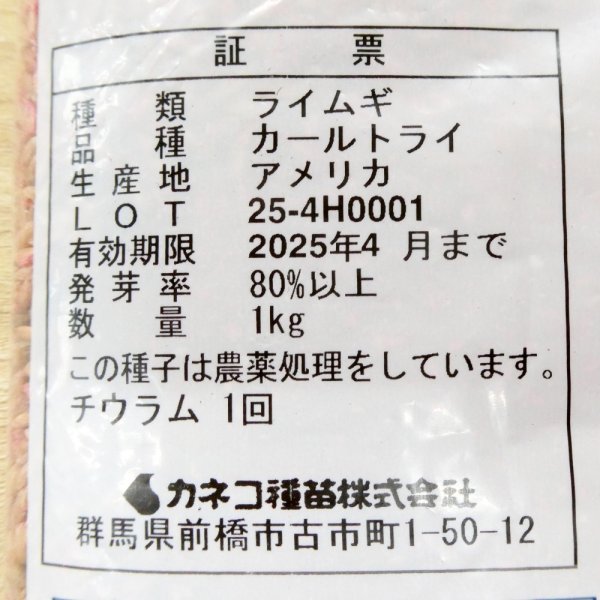 証票
種類 ライムギ
品種 カールトライ
生産地 アメリカ
LOT 25-4H0001
有効期限 2025年4 月まで
発芽率 80%以上
数量 1kg
この種子は農薬処理をしています。
チウラム 1回
カネコ種苗株式会社
群馬県前橋市古市町1-50-12